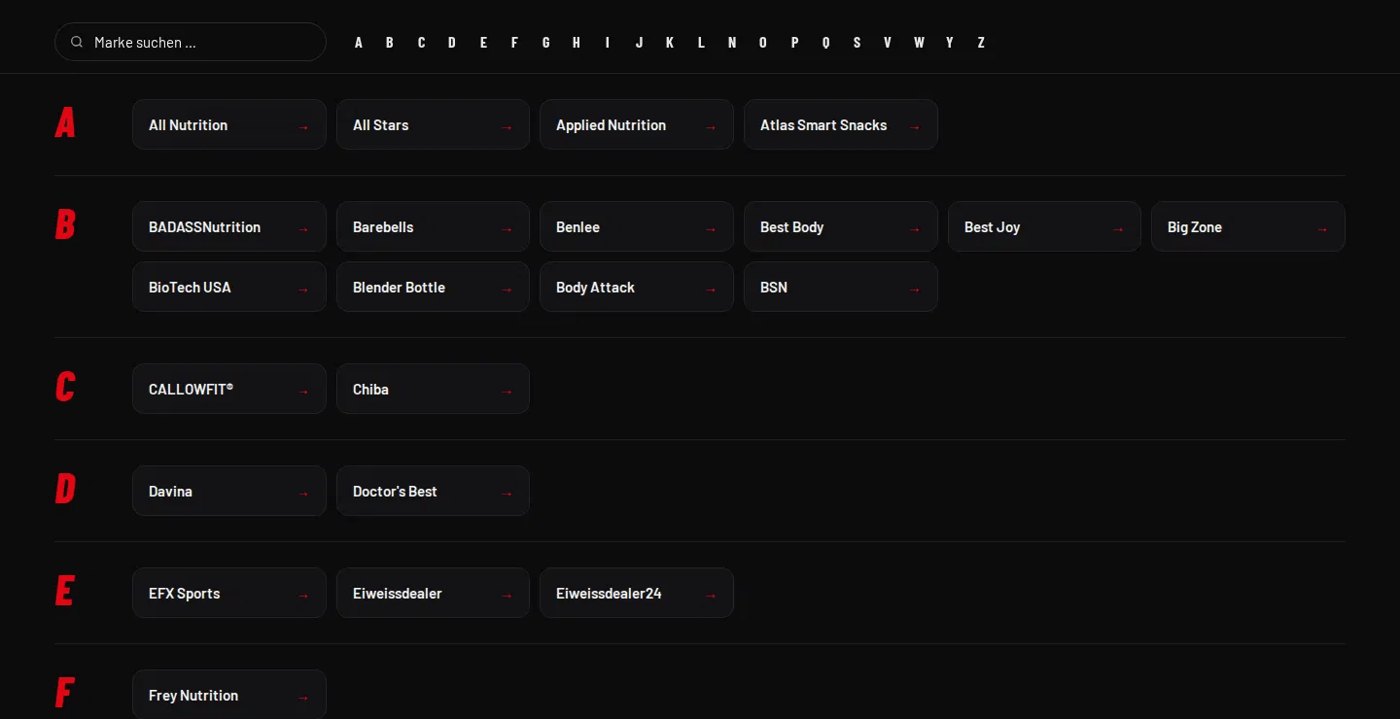 Marke suchen ... A B C D E F G H I J K L N O P Q S V W Y Z
A All Nutrition → All Stars → Applied Nutrition → Atlas Smart Snacks →
B BADASSNutrition → Barebells → Benlee → Best Body → Best Joy → Big Zone →
BioTech USA → Blender Bottle → Body Attack → BSN →
C CALLOWFIT® → Chiba →
D Davina → Doctor's Best →
E EFX Sports → Eiweissdealer → Eiweissdealer24 →
F Frey Nutrition →